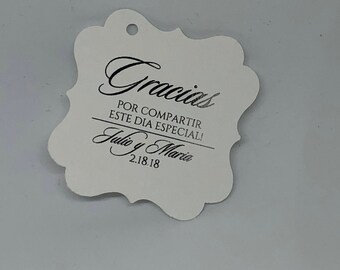 Gracias
POR COMPARTIR
ESTE DIA ESPECIAL!
Julio y Maria
2.18.18